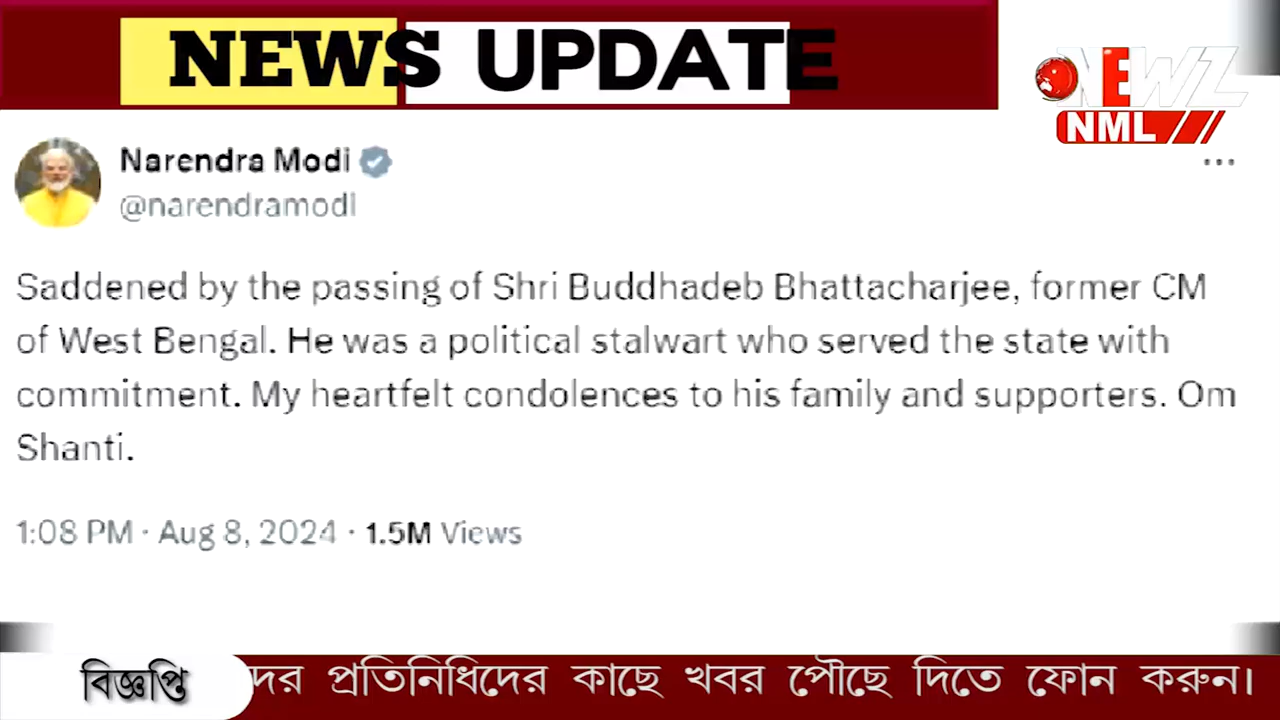 NEWS UPDATE
NEWZ
NML
Narendra Modi
@narendramodi
Saddened by the passing of Shri Buddhadeb Bhattacharjee, former CM
of West Bengal. He was a political stalwart who served the state with
commitment. My heartfelt condolences to his family and supporters. Om
Shanti.
1:08 PM · Aug 8, 2024 · 1.5M Views
বিজ্ঞপ্তি দের প্রতিনিধিদের কাছে খবর পৌছে দিতে ফোন করুন।